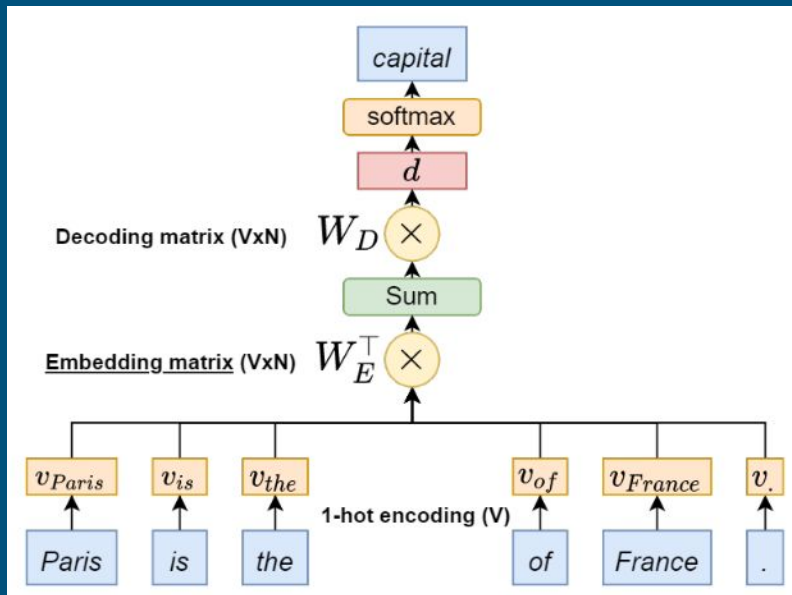 capital
softmax
d
Decoding matrix (VxN) W_D ×
Sum
Embedding matrix (VxN) W_E^⊤ ×
v_Paris v_is v_the v_of v_France v_.
1-hot encoding (V)
Paris is the of France .